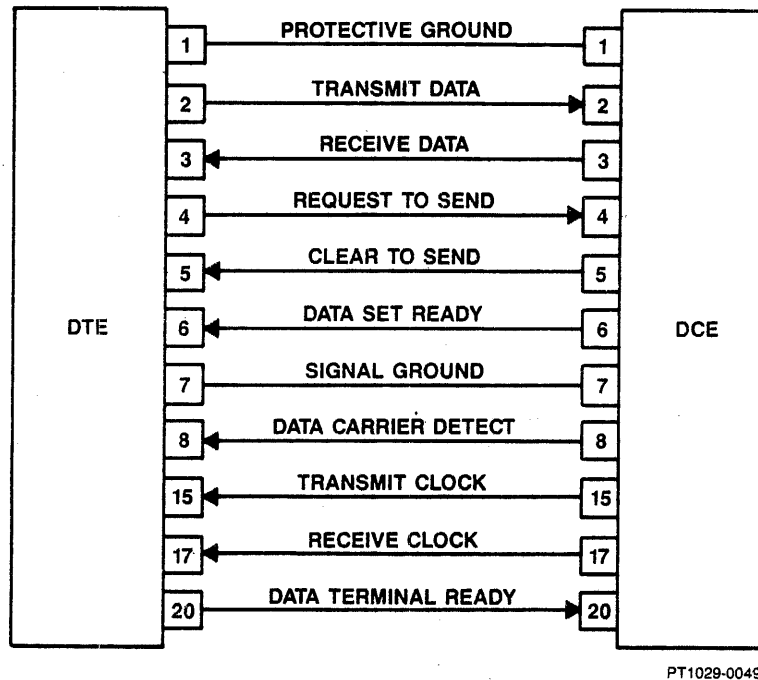 1 PROTECTIVE GROUND 1
2 TRANSMIT DATA 2
3 RECEIVE DATA 3
4 REQUEST TO SEND 4
5 CLEAR TO SEND 5
DTE 6 DATA SET READY 6 DCE
7 SIGNAL GROUND 7
8 DATA CARRIER DETECT 8
15 TRANSMIT CLOCK 15
17 RECEIVE CLOCK 17
20 DATA TERMINAL READY 20
PT1029-0049